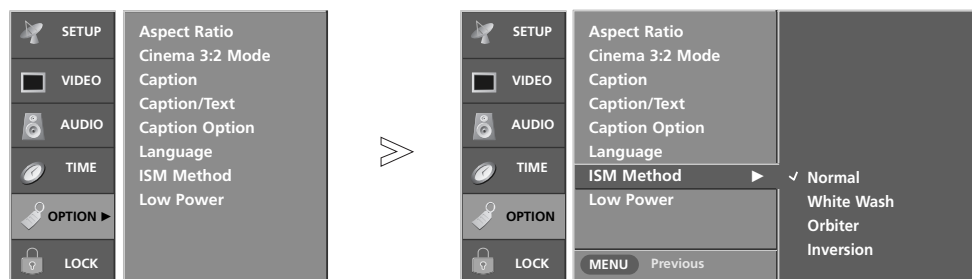 SETUP
VIDEO
AUDIO
TIME
OPTION
LOCK
Aspect Ratio
Cinema 3:2 Mode
Caption
Caption/Text
Caption Option
Language
ISM Method
Low Power
SETUP
VIDEO
AUDIO
TIME
OPTION
LOCK
Aspect Ratio
Cinema 3:2 Mode
Caption
Caption/Text
Caption Option
Language
ISM Method
Low Power
MENU Previous
Normal
White Wash
Orbiter
Inversion